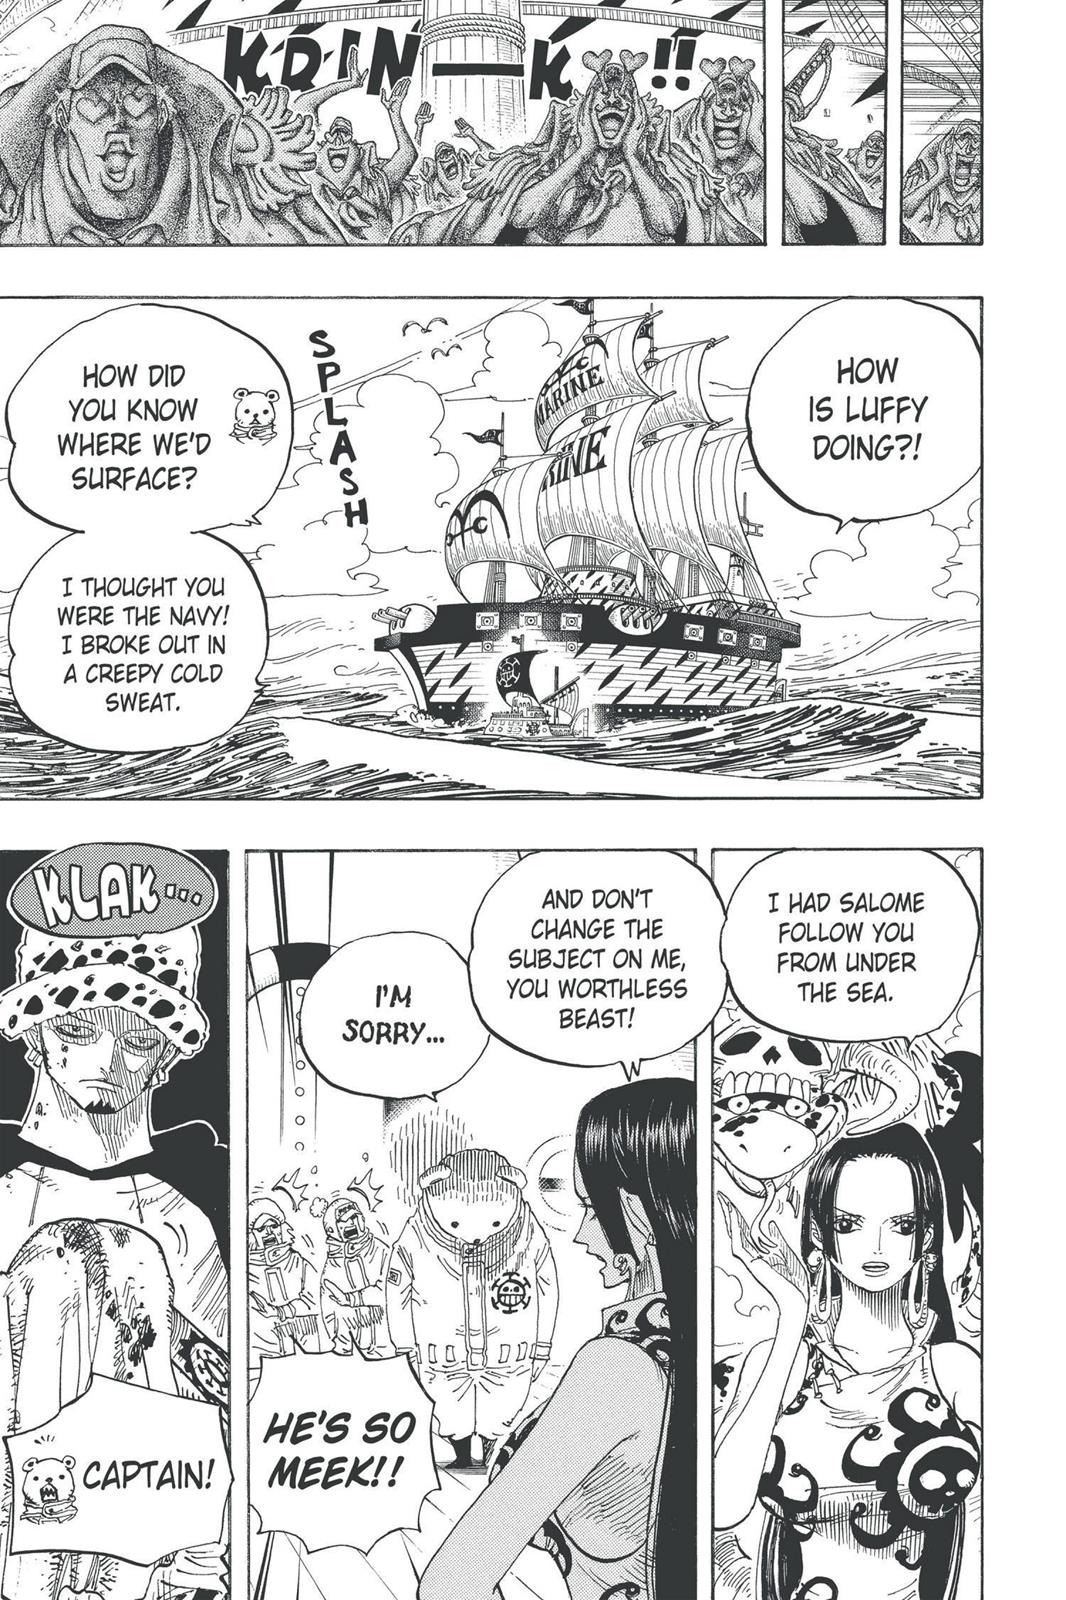 KRIN—K!!
HOW
IS LUFFY
DOING?!
MARINE
RINE
SPLASH
HOW DID
YOU KNOW
WHERE WE'D
SURFACE?
I THOUGHT YOU
WERE THE NAVY!
I BROKE OUT IN
A CREEPY COLD
SWEAT.
I HAD SALOME
FOLLOW YOU
FROM UNDER
THE SEA.
AND DON'T
CHANGE THE
SUBJECT ON ME,
YOU WORTHLESS
BEAST!
I'M
SORRY...
HE'S SO
MEEK!!
KLAK...
CAPTAIN!